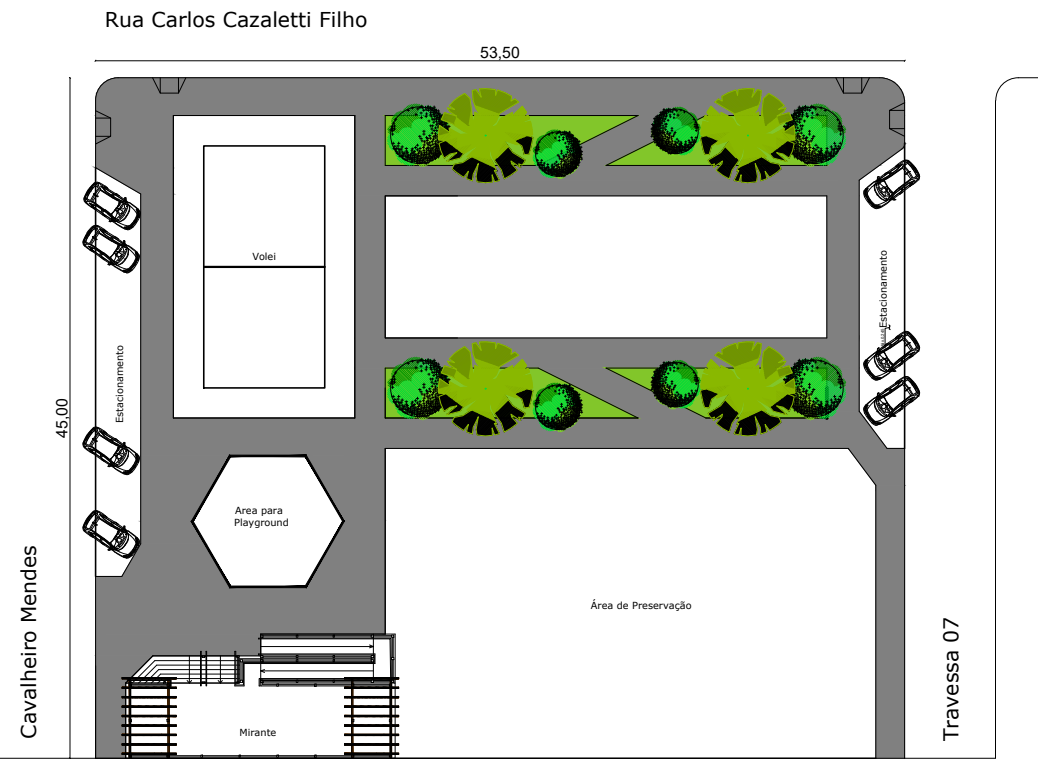 Rua Carlos Cazaletti Filho
53,50
45,00
Volei
Estacionamento
Estacionamento
Area para
Playground
Área de Preservação
Mirante
Cavalheiro Mendes
Travessa 07